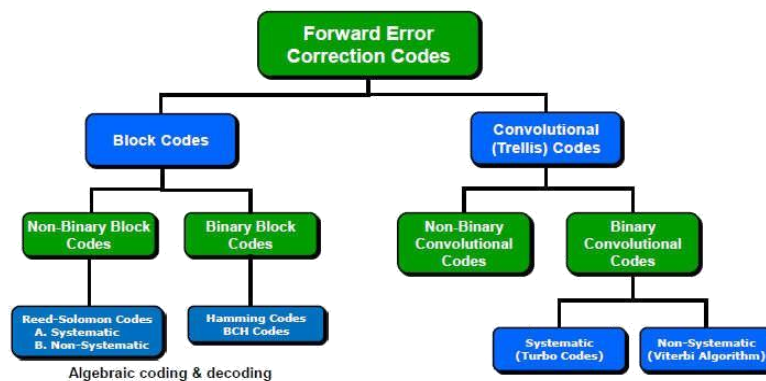 Forward Error
Correction Codes
Block Codes
Convolutional
(Trellis) Codes
Non-Binary Block
Codes
Binary Block
Codes
Non-Binary
Convolutional
Codes
Binary
Convolutional
Codes
Reed-Solomon Codes
A. Systematic
B. Non-Systematic
Hamming Codes
BCH Codes
Systematic
(Turbo Codes)
Non-Systematic
(Viterbi Algorithm)
Algebraic coding & decoding